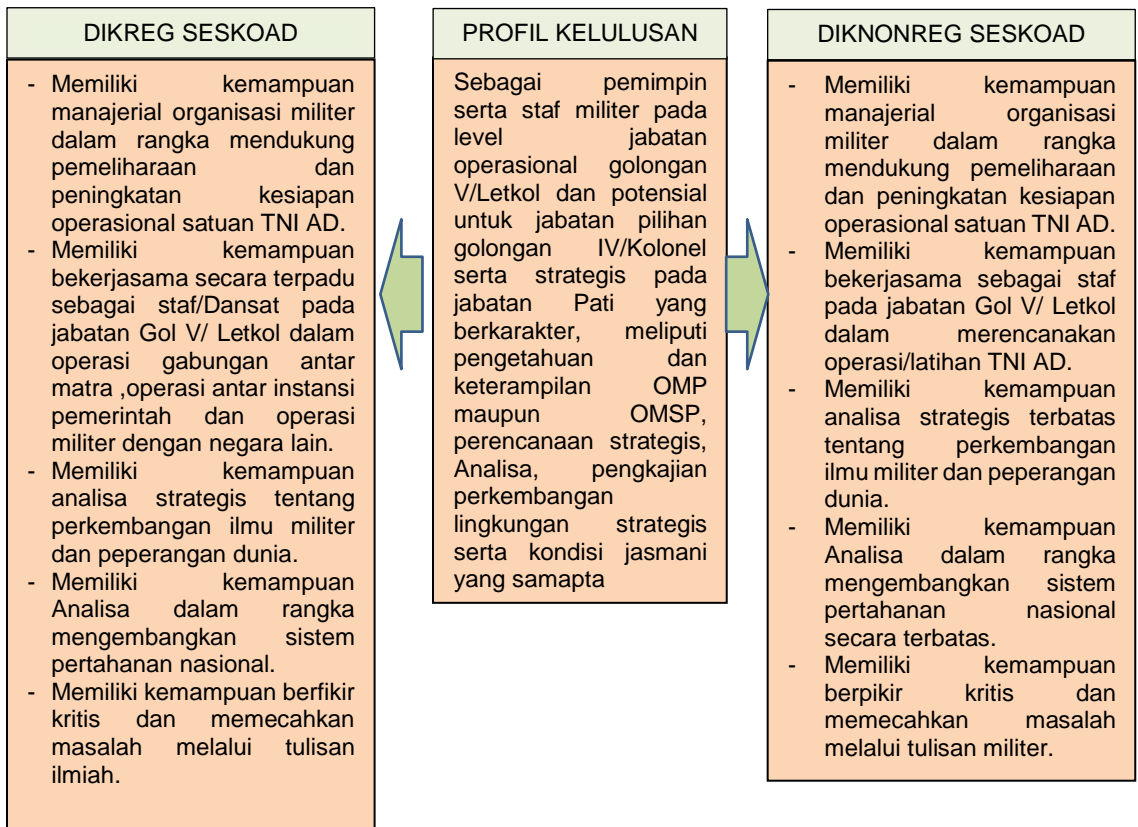 DIKREG SESKOAD
- Memiliki kemampuan
manajerial organisasi militer
dalam rangka mendukung
pemeliharaan dan
peningkatan kesiapan
operasional satuan TNI AD.
- Memiliki kemampuan
bekerjasama secara terpadu
sebagai staf/Dansat pada
jabatan Gol V/ Letkol dalam
operasi gabungan antar
matra ,operasi antar instansi
pemerintah dan operasi
militer dengan negara lain.
- Memiliki kemampuan
analisa strategis tentang
perkembangan ilmu militer
dan peperangan dunia.
- Memiliki kemampuan
Analisa dalam rangka
mengembangkan sistem
pertahanan nasional.
- Memiliki kemampuan berfikir
kritis dan memecahkan
masalah melalui tulisan
ilmiah.
PROFIL KELULUSAN
Sebagai pemimpin
serta staf militer pada
level jabatan
operasional golongan
V/Letkol dan potensial
untuk jabatan pilihan
golongan IV/Kolonel
serta strategis pada
jabatan Pati yang
berkarakter, meliputi
pengetahuan dan
keterampilan OMP
maupun OMSP,
perencanaan strategis,
Analisa, pengkajian
perkembangan
lingkungan strategis
serta kondisi jasmani
yang samapta
DIKNONREG SESKOAD
- Memiliki kemampuan
manajerial organisasi
militer dalam rangka
mendukung pemeliharaan
dan peningkatan kesiapan
operasional satuan TNI AD.
- Memiliki kemampuan
bekerjasama sebagai staf
pada jabatan Gol V/ Letkol
dalam merencanakan
operasi/latihan TNI AD.
- Memiliki kemampuan
analisa strategis terbatas
tentang perkembangan
ilmu militer dan peperangan
dunia.
- Memiliki kemampuan
Analisa dalam rangka
mengembangkan sistem
pertahanan nasional
secara terbatas.
- Memiliki kemampuan
berpikir kritis dan
memecahkan masalah
melalui tulisan militer.